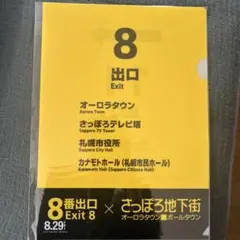 8
出口
Exit
オーロラタウン
Aurora Town
さっぽろテレビ塔
Sapporo TV Tower
札幌市役所
Sapporo City Hall
カナモトホール(札幌市民ホール)
Kanamoto Hall (Sapporo Citizens Hall)
8番出口
Exit 8
8.29
×
さっぽろ地下街
オーロラタウン
ポールタウン